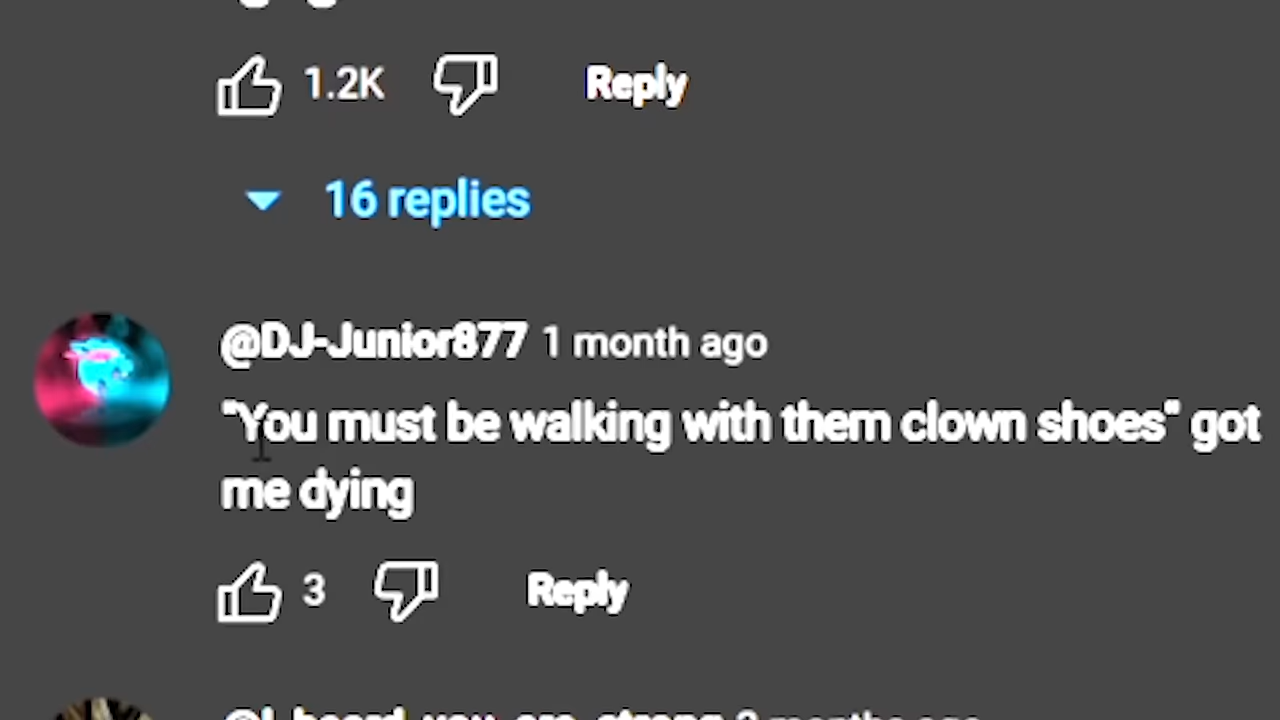 1.2K Reply
16 replies
@DJ-Junior877 1 month ago
"You must be walking with them clown shoes" got
me dying
3 Reply